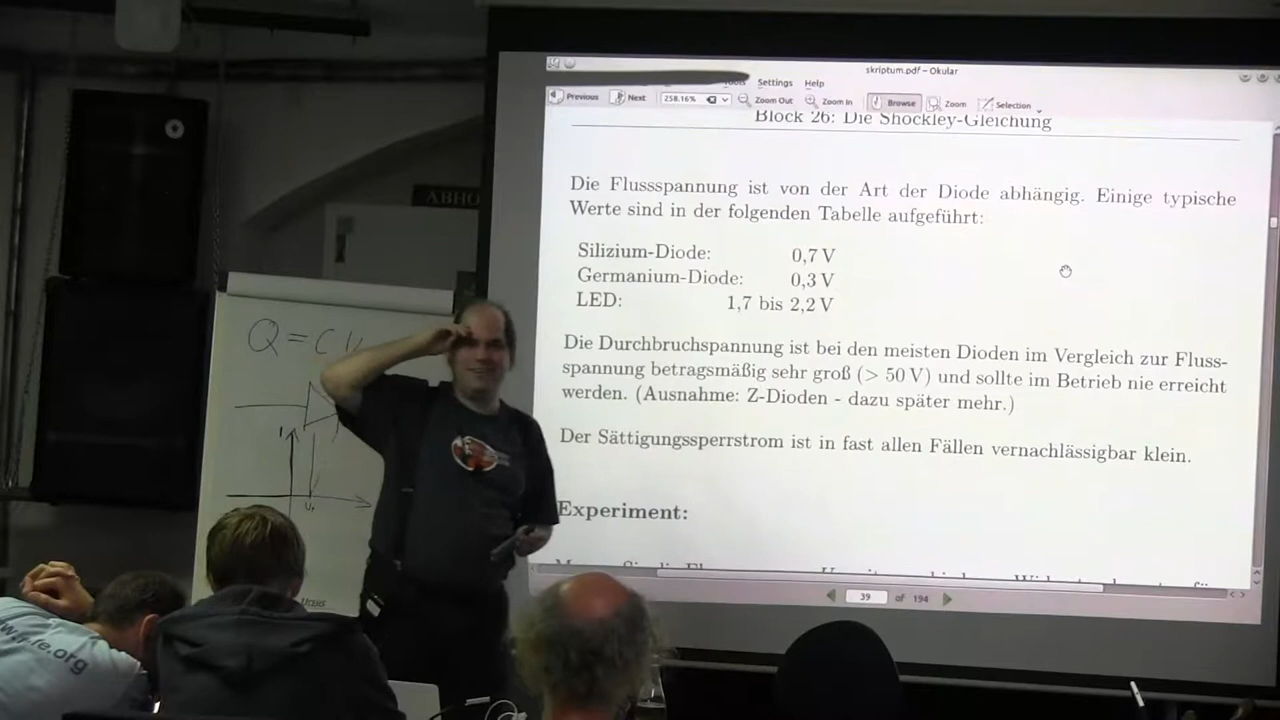 skriptum.pdf – Okular
Settings Help
Previous Next 258.16% Zoom Out Zoom In Browse Zoom Selection
Block 26: Die Shockley-Gleichung
Die Flussspannung ist von der Art der Diode abhängig. Einige typische
Werte sind in der folgenden Tabelle aufgeführt:
Silizium-Diode: 0,7 V
Germanium-Diode: 0,3 V
LED: 1,7 bis 2,2 V
Die Durchbruchspannung ist bei den meisten Dioden im Vergleich zur Fluss-
spannung betragsmäßig sehr groß (> 50 V) und sollte im Betrieb nie erreicht
werden. (Ausnahme: Z-Dioden - dazu später mehr.)
Der Sättigungssperrstrom ist in fast allen Fällen vernachlässigbar klein.
Experiment:
39 of 194
ABHO
Q = C
I